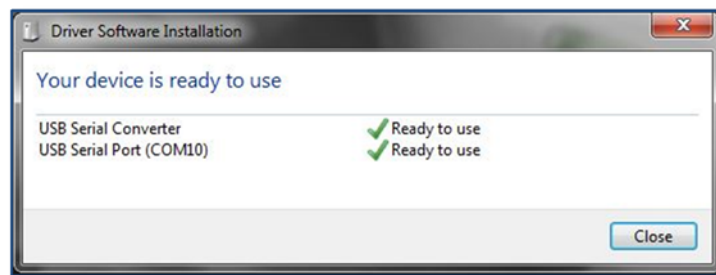 Driver Software Installation
Your device is ready to use
USB Serial Converter Ready to use
USB Serial Port (COM10) Ready to use
Close